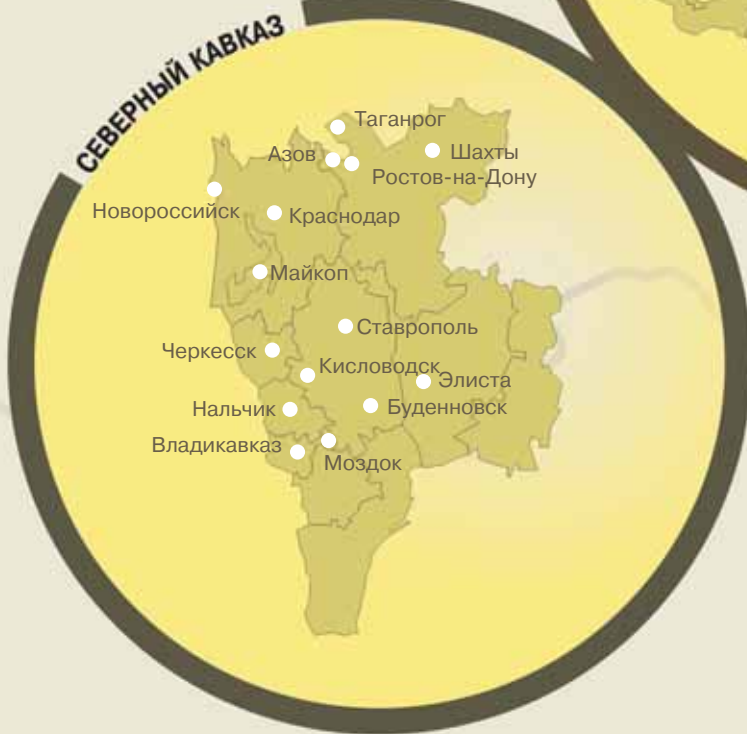 СЕВЕРНЫЙ КАВКАЗ
Таганрог
Азов
Шахты
Ростов-на-Дону
Новороссийск
Краснодар
Майкоп
Ставрополь
Черкесск
Кисловодск
Элиста
Нальчик
Буденновск
Владикавказ
Моздок